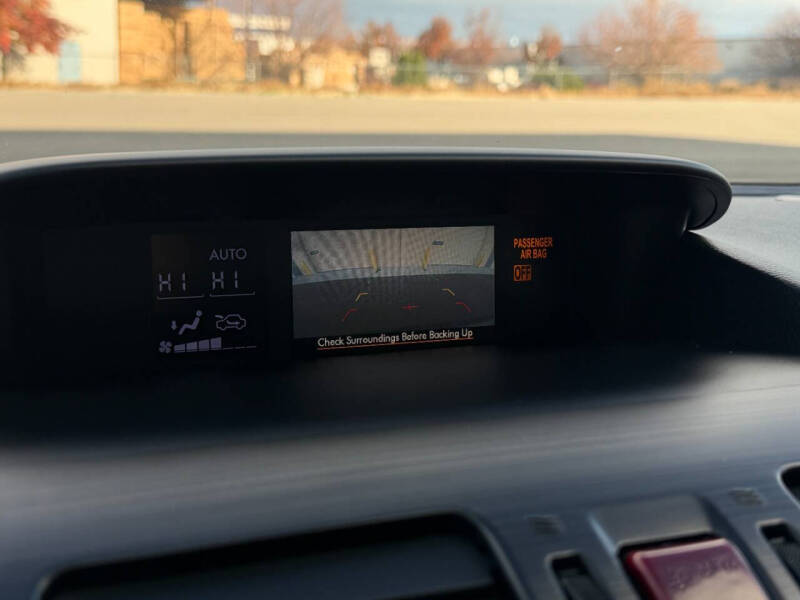 AUTO
HI HI
PASSENGER
AIR BAG
OFF
Check Surroundings Before Backing Up